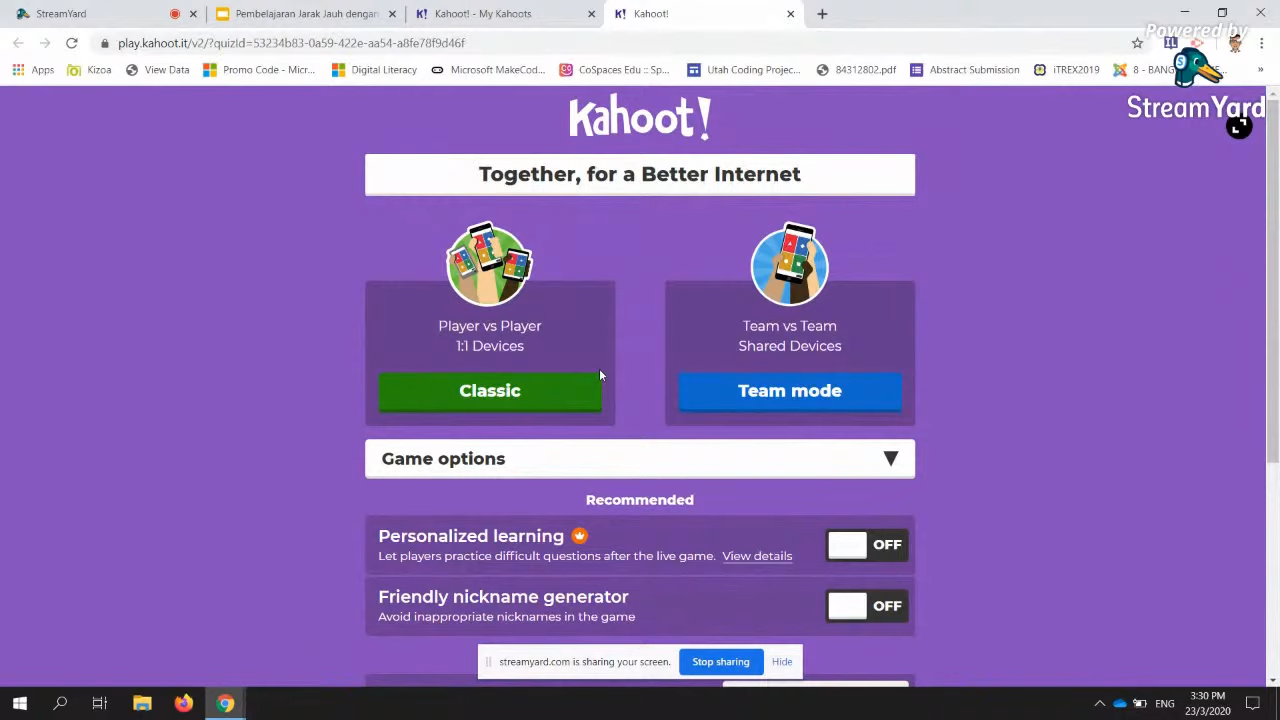 StreamYard
Pembelajaran Jarak Jauh dengan
Kahoot! - My Kahoots
Kahoot!
Powered by
play.kahoot.it/v2/?quizId=53234b83-0a59-422e-aa54-a8fe78f9d46f
Apps
Kizoa
View Data
Promo Code - Micr...
Digital Literacy
Microsoft MakeCod...
CoSpaces Edu :: Sp...
Utah Coding Projec...
84312802.pdf
Abstract Submission
iTREX2019
StreamYard
Kahoot!
Together, for a Better Internet
Player vs Player
1:1 Devices
Classic
Team vs Team
Shared Devices
Team mode
Game options
Recommended
Personalized learning
Let players practice difficult questions after the live game. View details
OFF
Friendly nickname generator
Avoid inappropriate nicknames in the game
OFF
streamyard.com is sharing your screen.
Stop sharing
Hide
ENG
3:30 PM
23/3/2020